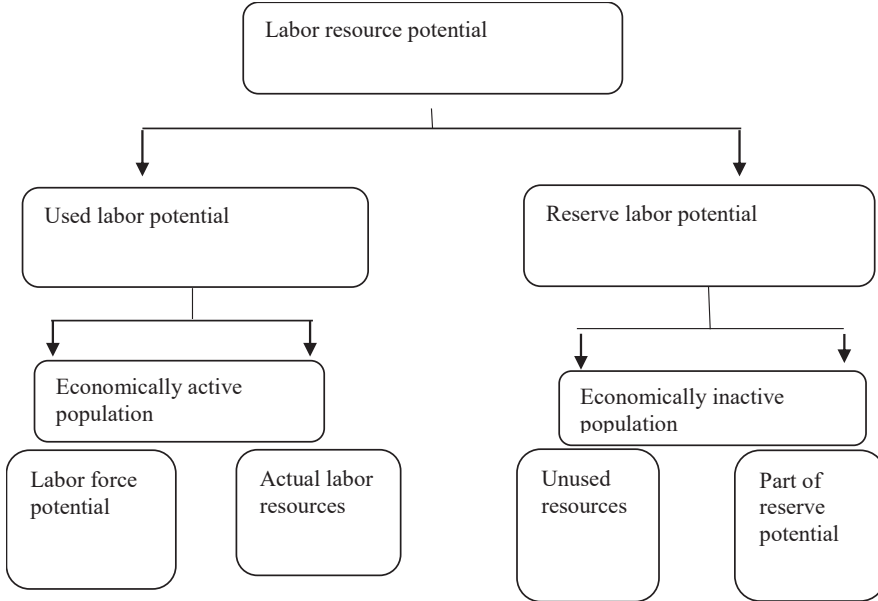 Labor resource potential
Used labor potential
Reserve labor potential
Economically active
population
Economically inactive
population
Labor force
potential
Actual labor
resources
Unused
resources
Part of
reserve
potential